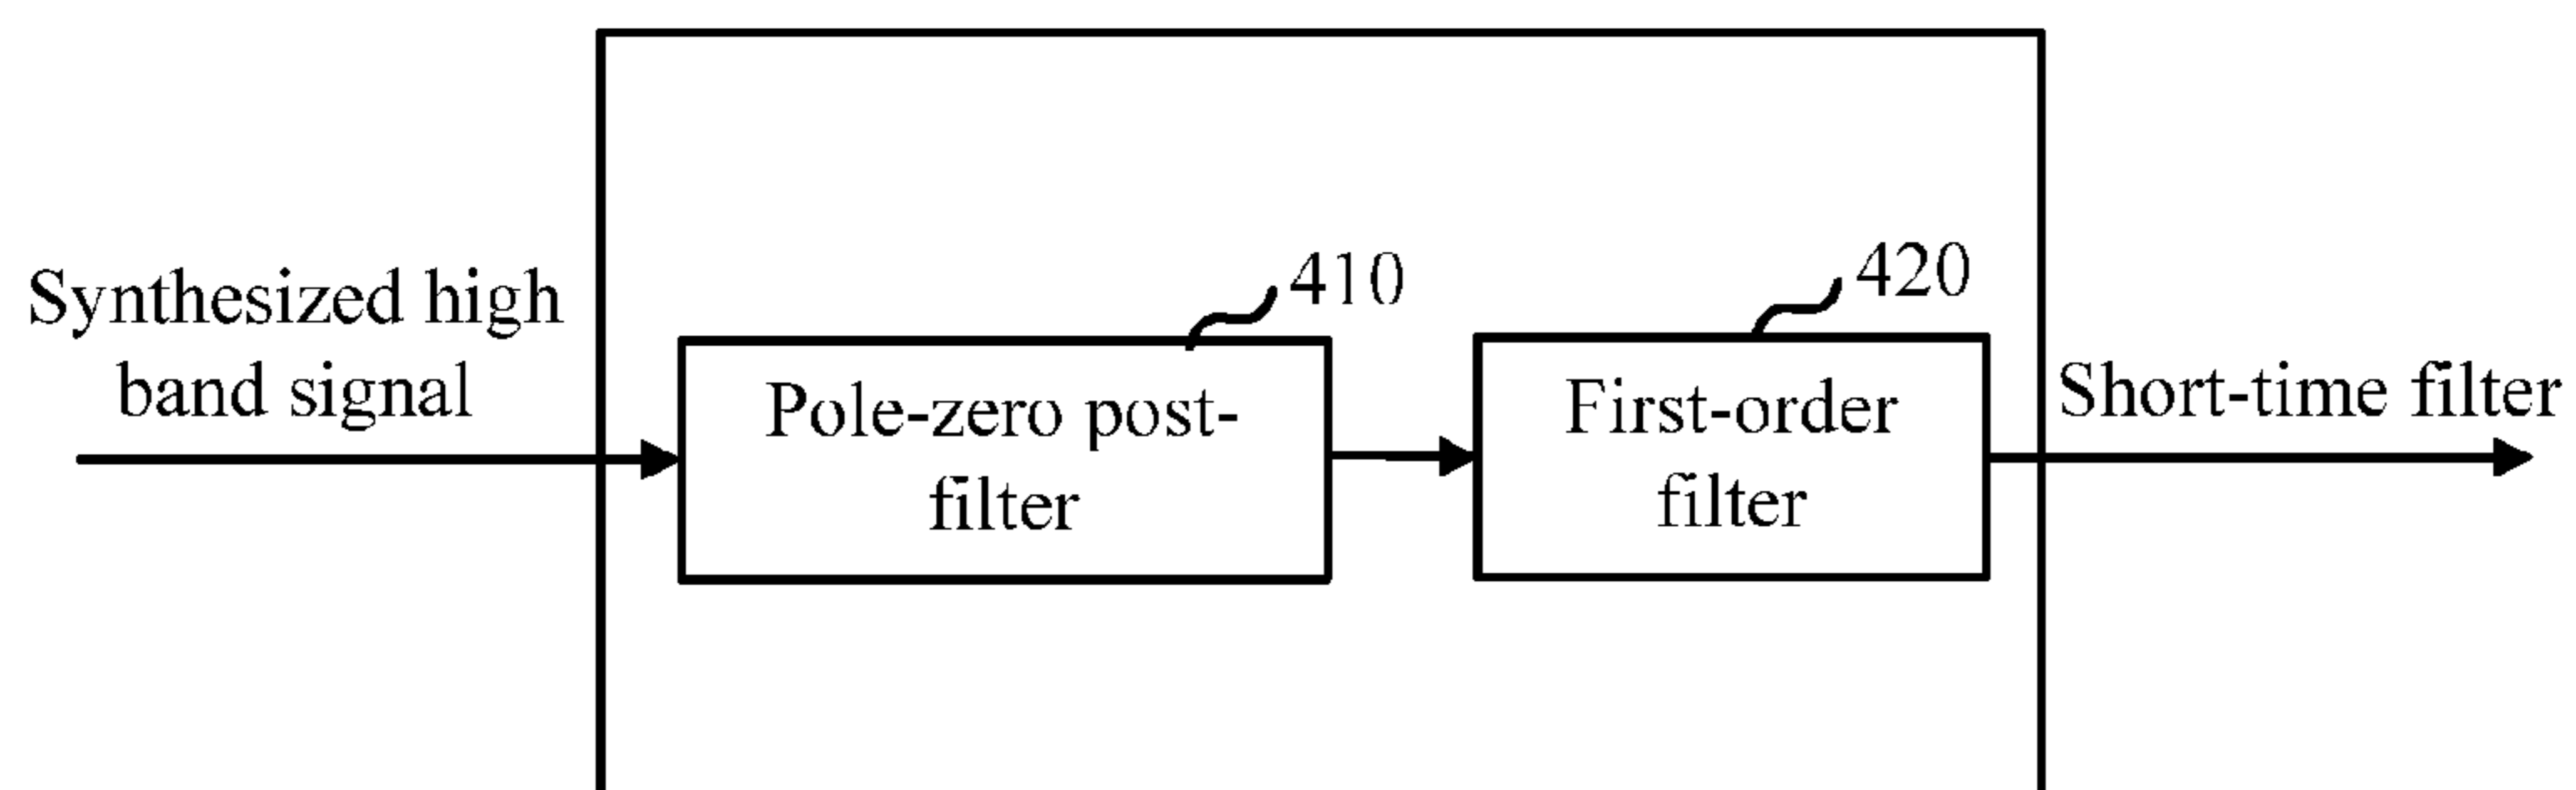 Synthesized high
band signal
410
Pole-zero post-
filter
420
First-order
filter
Short-time filter